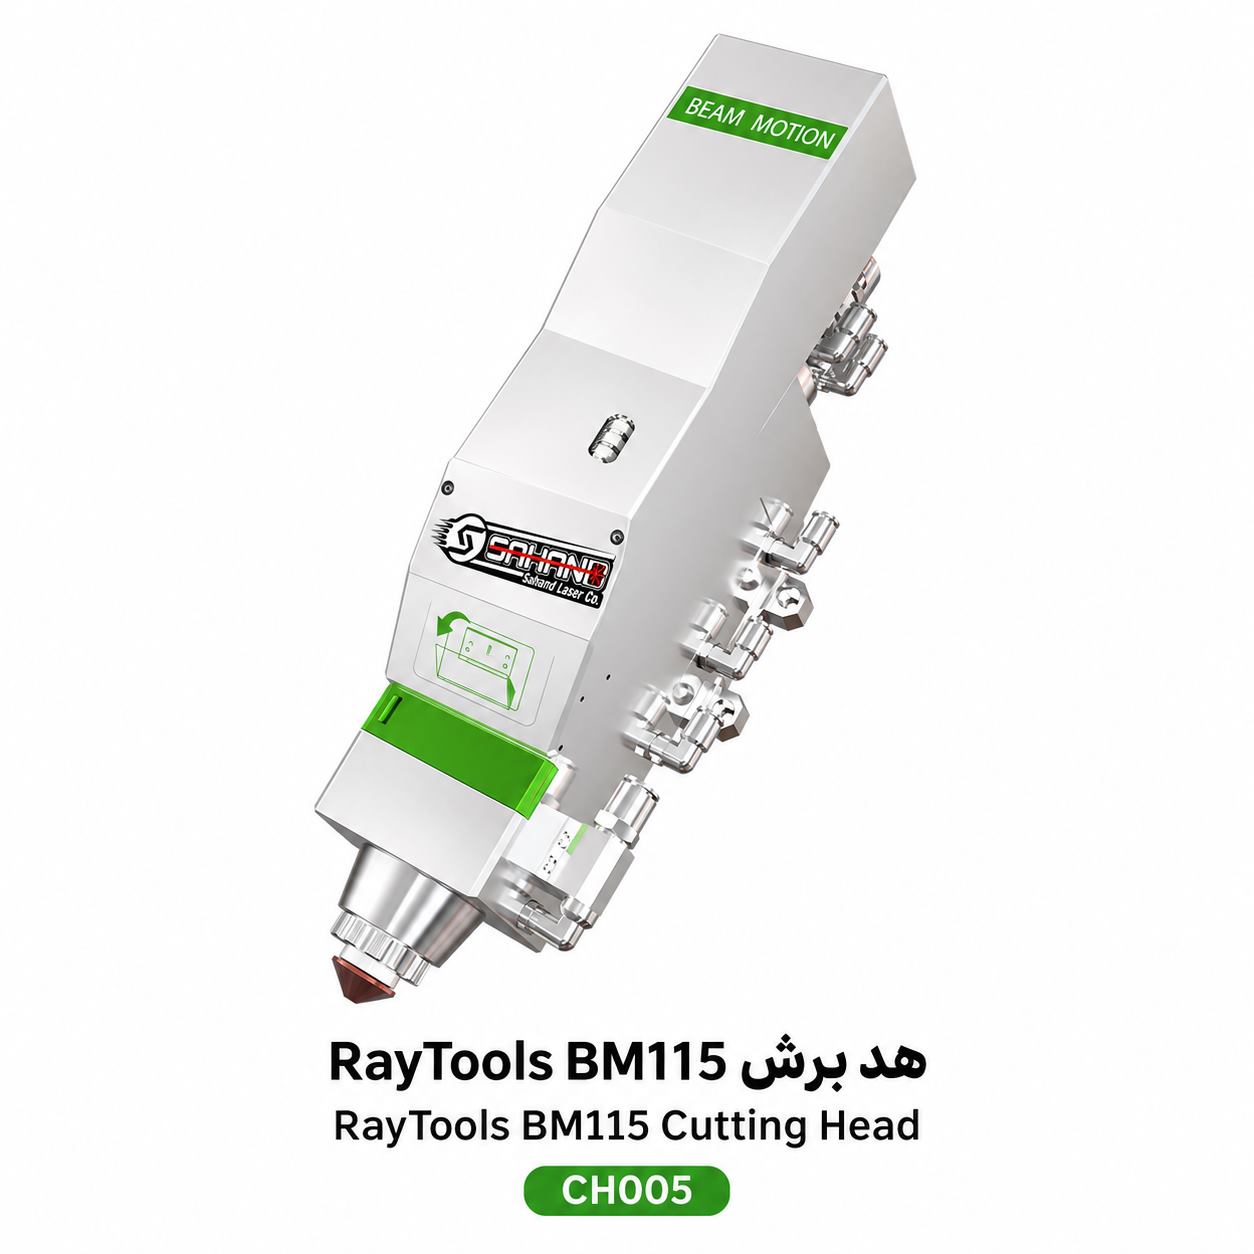 BEAM MOTION
SAHAND
Sahand Laser Co.
هد برش RayTools BM115
RayTools BM115 Cutting Head
CH005